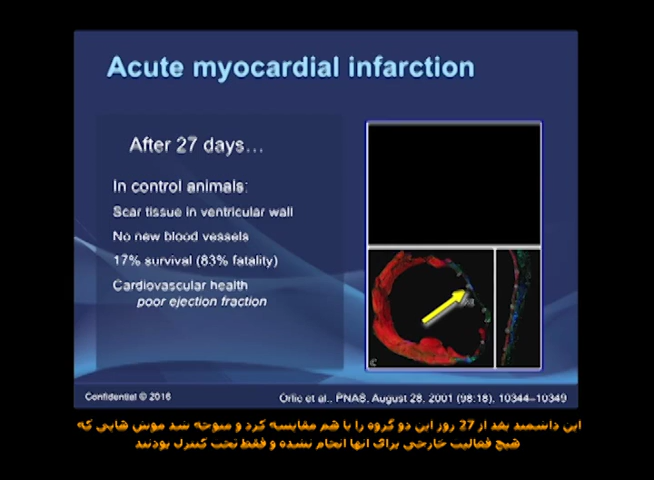 Acute myocardial infarction
After 27 days...
In control animals:
Scar tissue in ventricular wall
No new blood vessels
17% survival (83% fatality)
Cardiovascular health
poor ejection fraction
Confidential © 2016
Orlic et al., PNAS, August 28, 2001 (98:18), 10344–10349
این دانشمند بعد از 27 روز این دو گروه را با هم مقایسه کرد و متوجه شد موش هایی که
هیچ فعالیت خارجی برای آنها انجام نشده و فقط تحت کنترل بودند